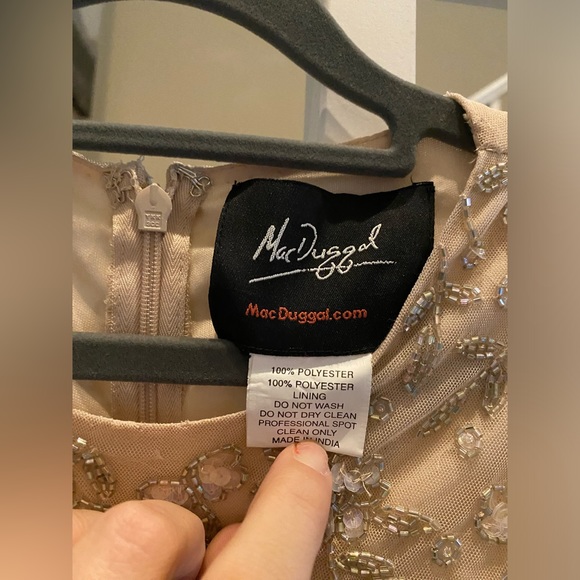 MacDuggal
MacDuggal.com
100% POLYESTER
100% POLYESTER
LINING
DO NOT WASH
DO NOT DRY CLEAN
PROFESSIONAL SPOT
CLEAN ONLY
MADE IN INDIA